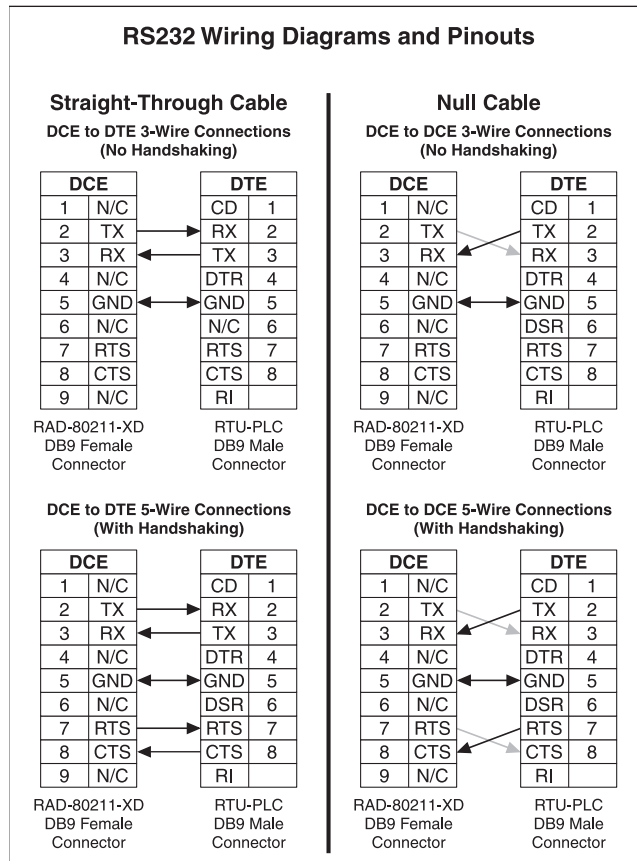 RS232 Wiring Diagrams and Pinouts
Straight-Through Cable
DCE to DTE 3-Wire Connections
(No Handshaking)
DCE DTE
1 N/C CD 1
2 TX RX 2
3 RX TX 3
4 N/C DTR 4
5 GND GND 5
6 N/C N/C 6
7 RTS RTS 7
8 CTS CTS 8
9 N/C RI
RAD-80211-XD RTU-PLC
DB9 Female DB9 Male
Connector Connector
DCE to DTE 5-Wire Connections
(With Handshaking)
DCE DTE
1 N/C CD 1
2 TX RX 2
3 RX TX 3
4 N/C DTR 4
5 GND GND 5
6 N/C DSR 6
7 RTS RTS 7
8 CTS CTS 8
9 N/C RI
RAD-80211-XD RTU-PLC
DB9 Female DB9 Male
Connector Connector
Null Cable
DCE to DCE 3-Wire Connections
(No Handshaking)
DCE DTE
1 N/C CD 1
2 TX TX 2
3 RX RX 3
4 N/C DTR 4
5 GND GND 5
6 N/C DSR 6
7 RTS RTS 7
8 CTS CTS 8
9 N/C RI
RAD-80211-XD RTU-PLC
DB9 Female DB9 Male
Connector Connector
DCE to DCE 5-Wire Connections
(With Handshaking)
DCE DTE
1 N/C CD 1
2 TX TX 2
3 RX RX 3
4 N/C DTR 4
5 GND GND 5
6 N/C DSR 6
7 RTS RTS 7
8 CTS CTS 8
9 N/C RI
RAD-80211-XD RTU-PLC
DB9 Female DB9 Male
Connector Connector